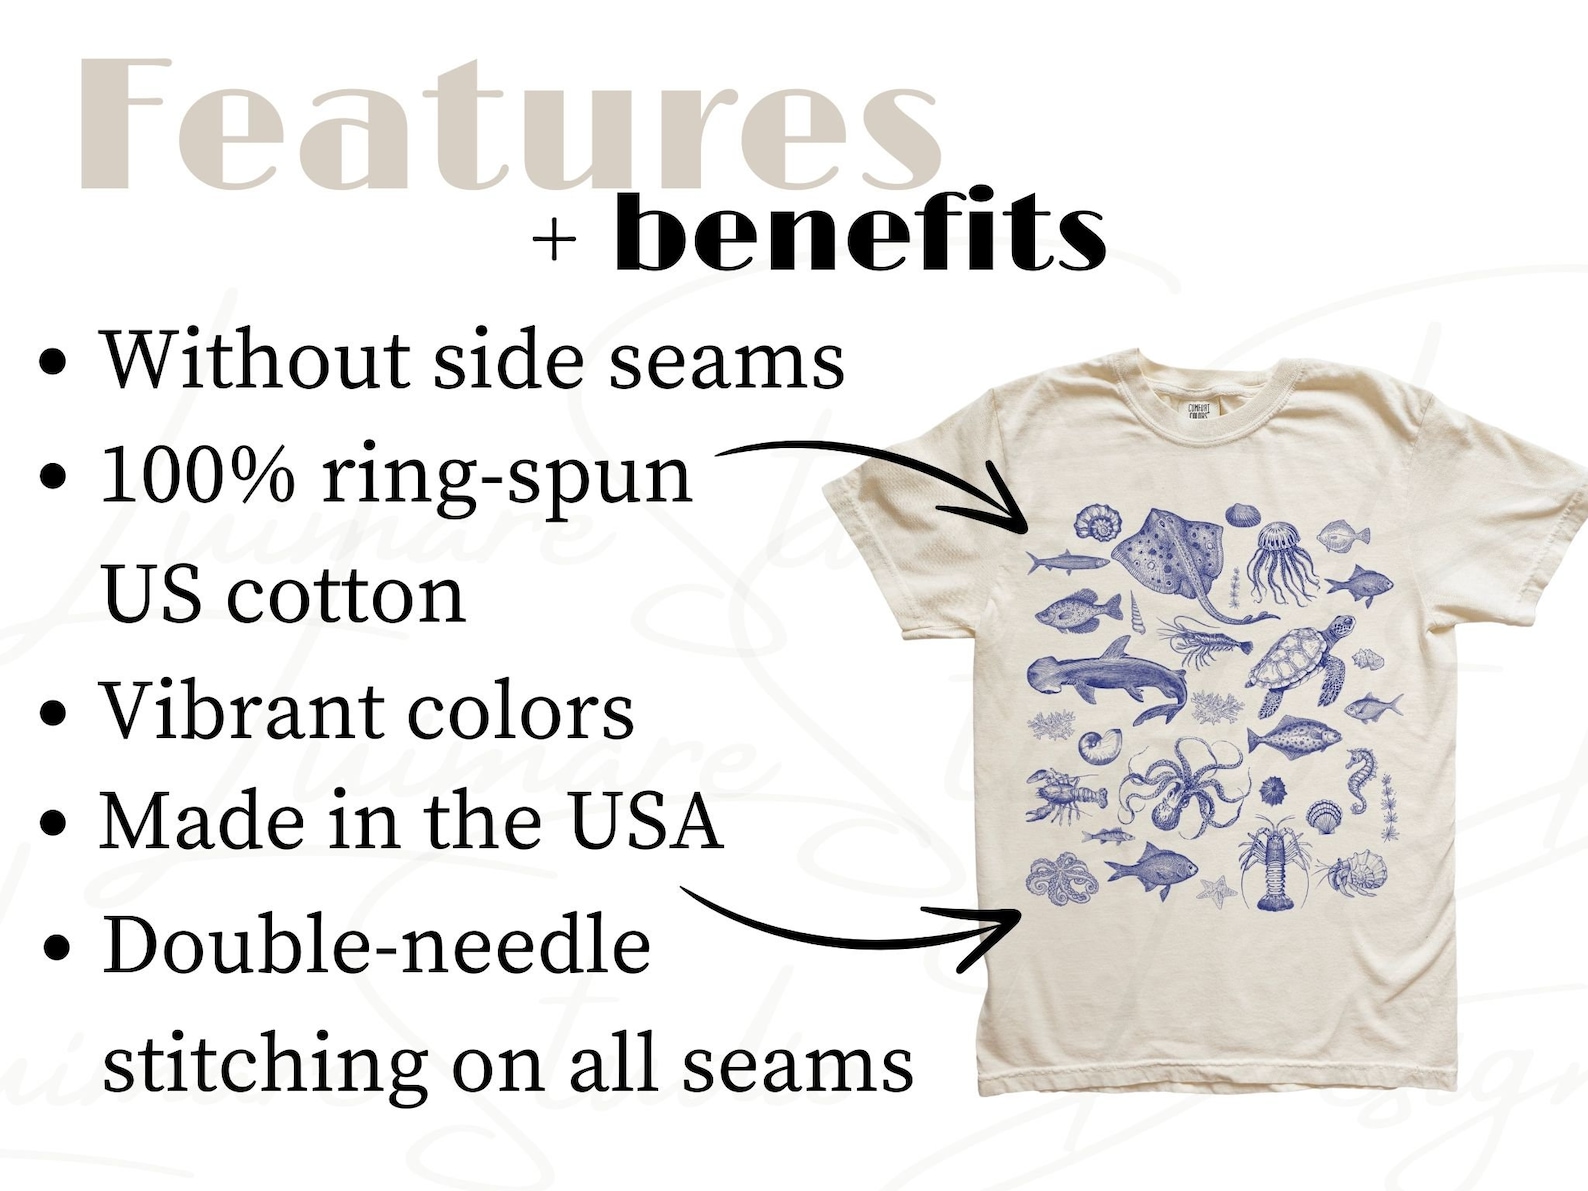 Features
+ benefits
• Without side seams
• 100% ring-spun
US cotton
• Vibrant colors
• Made in the USA
• Double-needle
stitching on all seams
COMFORT
COLORS